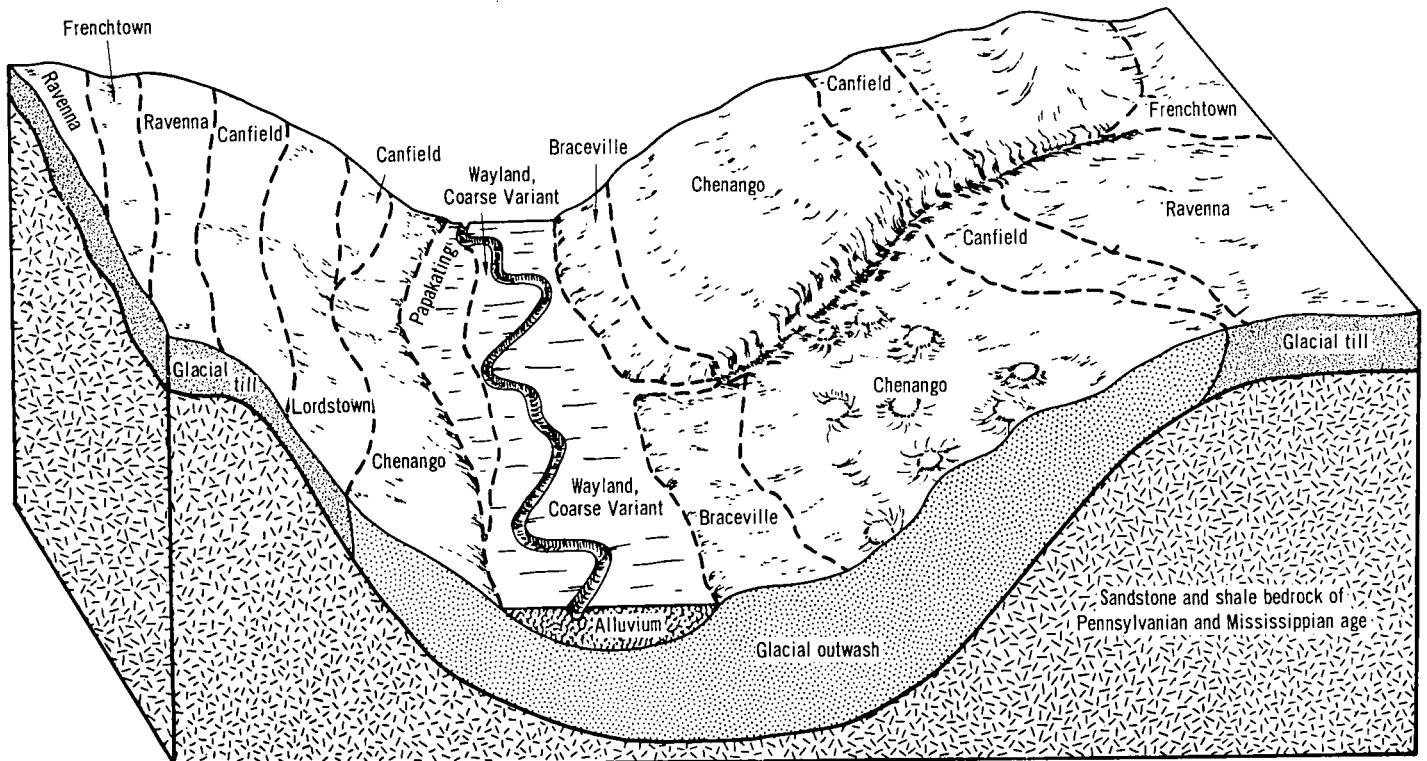 Frenchtown
Ravenna
Ravenna
Canfield
Canfield
Wayland,
Coarse Variant
Braceville
Chenango
Canfield
Frenchtown
Ravenna
Canfield
Papakating
Glacial till
Lordstown
Chenango
Wayland,
Coarse Variant
Braceville
Chenango
Glacial till
Alluvium
Glacial outwash
Sandstone and shale bedrock of
Pennsylvanian and Mississippian age